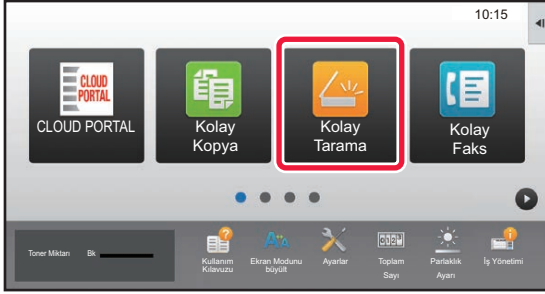 10:15
CLOUD
PORTAL
CLOUD PORTAL
Kolay
Kopya
Kolay
Tarama
Kolay
Faks
Toner Miktarı Bk
Kullanım
Kılavuzu
Ekran Modunu
büyült
Ayarlar
Toplam
Sayı
Parlaklık
Ayarı
İş Yönetimi